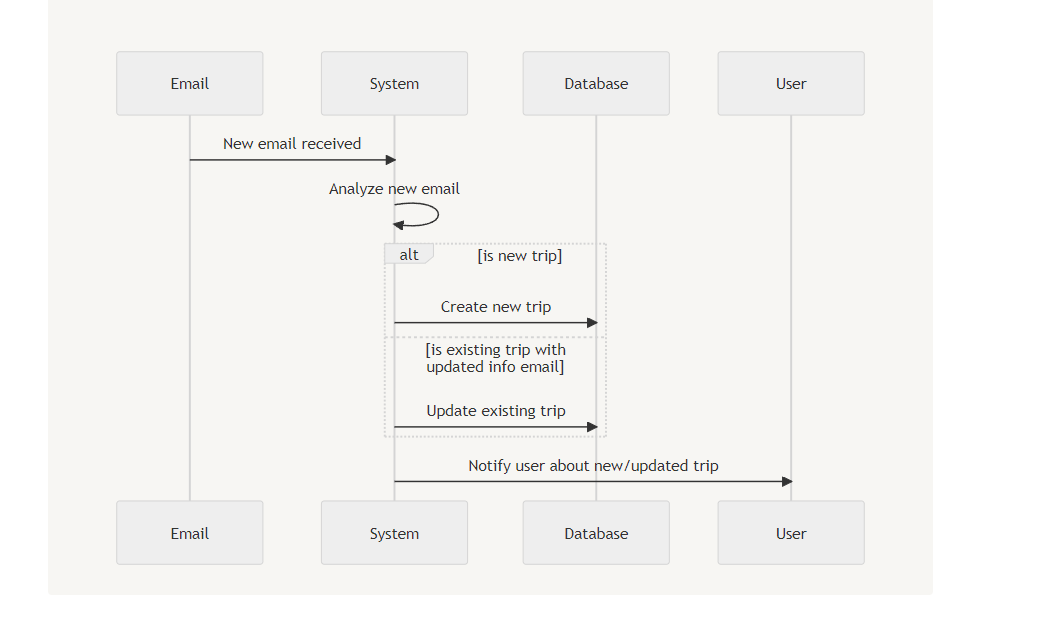 Email
System
Database
User
New email received
Analyze new email
alt
[is new trip]
Create new trip
[is existing trip with
updated info email]
Update existing trip
Notify user about new/updated trip
Email
System
Database
User